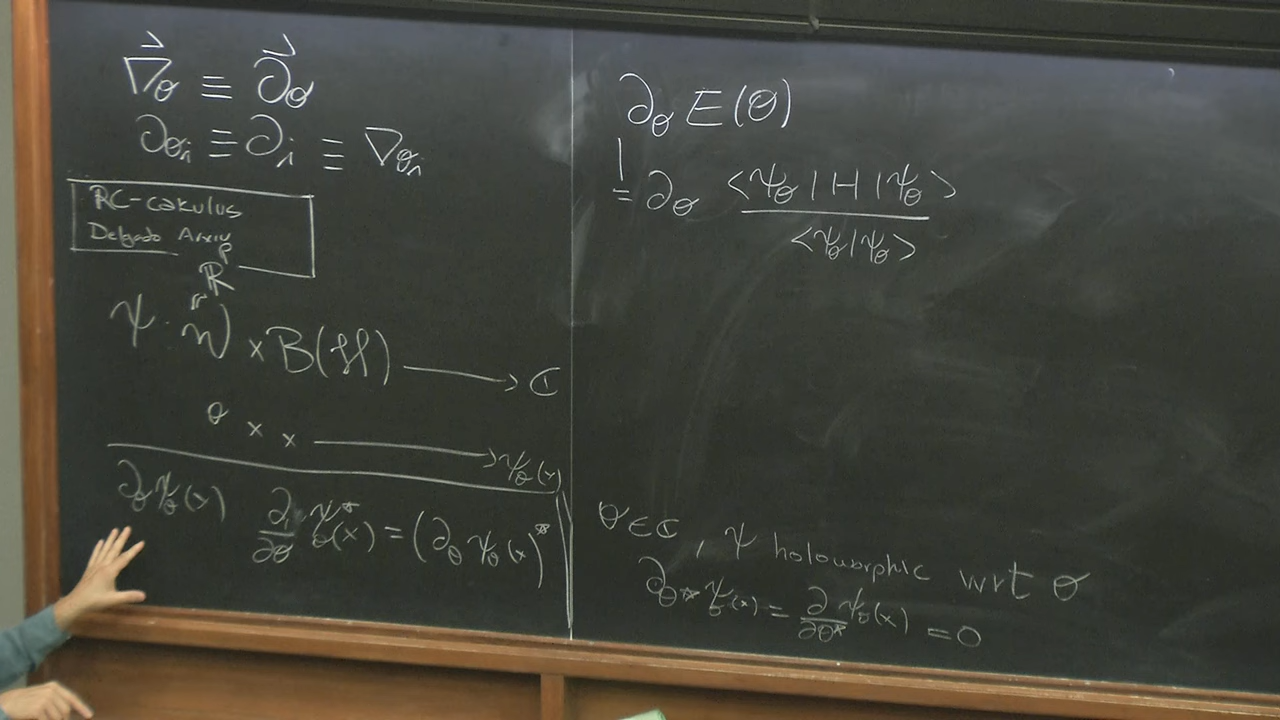 ∇⃗_θ ≡ ∂⃗_θ
∂_θi ≡ ∂_i ≡ ∇_θi
RC-calculus
Delgado Arxiv
ψ : W × B(H) ⟶ ℂ
θ × x ⟶ ψ_θ(x)
∂_θ ψ_θ(x) ∂/∂θ ψ*_θ(x) = (∂_θ ψ_θ(x))*
∂_θ E(θ)
!= ∂_θ <ψ_θ|H|ψ_θ> / <ψ_θ|ψ_θ>
θ∈ℂ, ψ holomorphic wrt θ
∂_θ* ψ_θ(x) = ∂/∂θ* ψ_θ(x) = 0